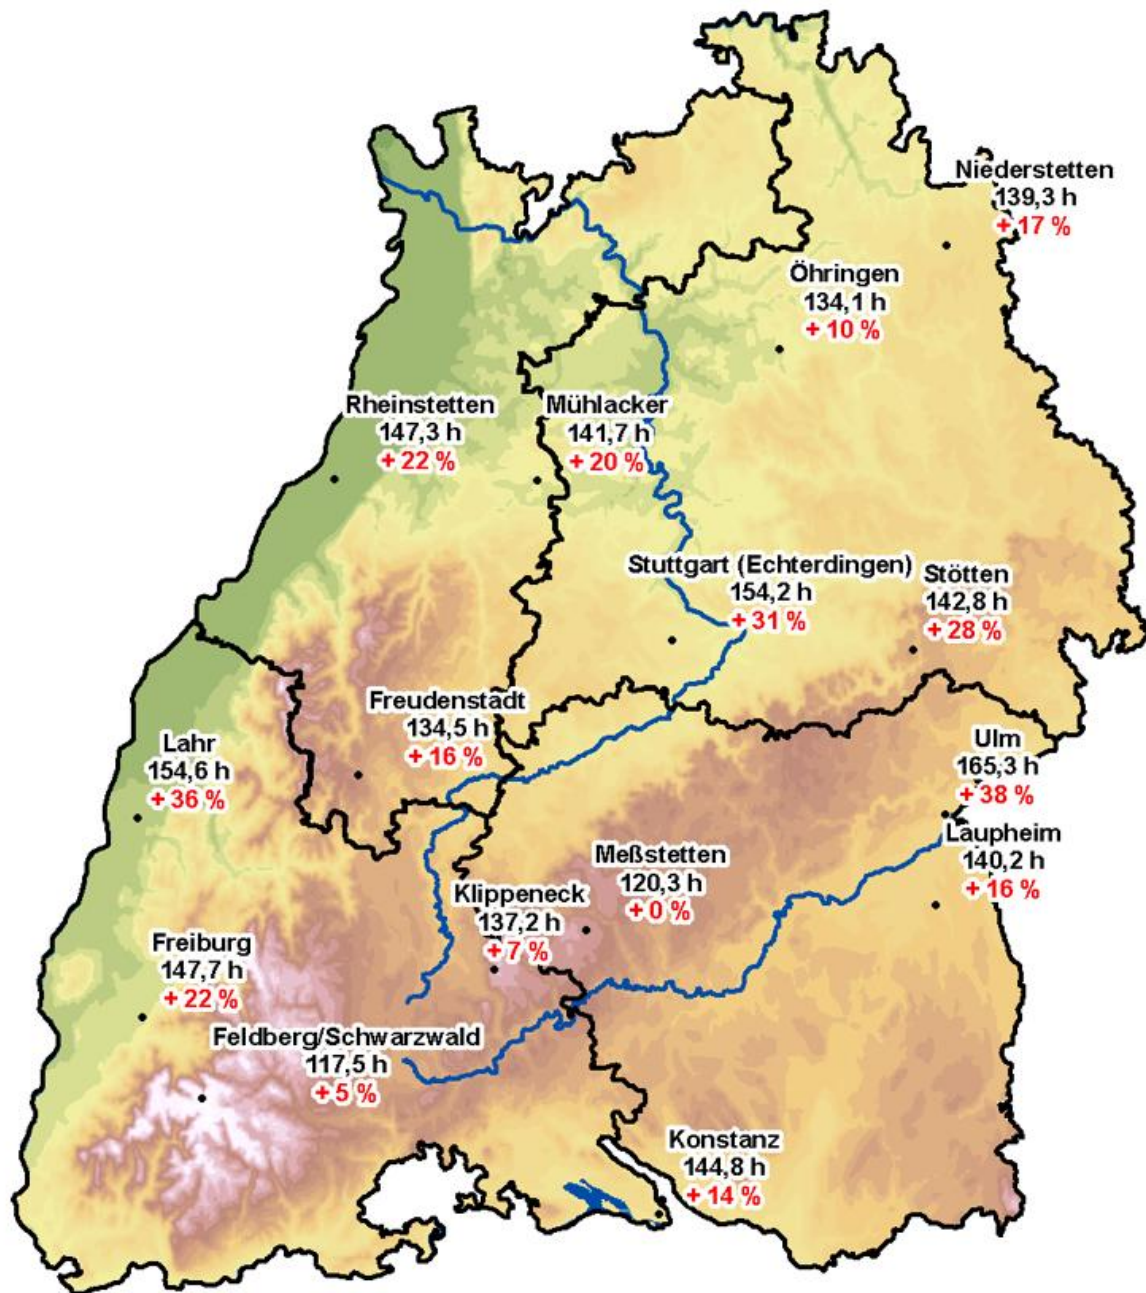 Niederstetten
139,3 h
+ 17 %
Öhringen
134,1 h
+ 10 %
Rheinstetten
147,3 h
+ 22 %
Mühlacker
141,7 h
+ 20 %
Stuttgart (Echterdingen)
154,2 h
+ 31 %
Stötten
142,8 h
+ 28 %
Freudenstadt
134,5 h
+ 16 %
Lahr
154,6 h
+ 36 %
Ulm
165,3 h
+ 38 %
Laupheim
140,2 h
+ 16 %
Meßstetten
120,3 h
+ 0 %
Klippeneck
137,2 h
+ 7 %
Freiburg
147,7 h
+ 22 %
Feldberg/Schwarzwald
117,5 h
+ 5 %
Konstanz
144,8 h
+ 14 %